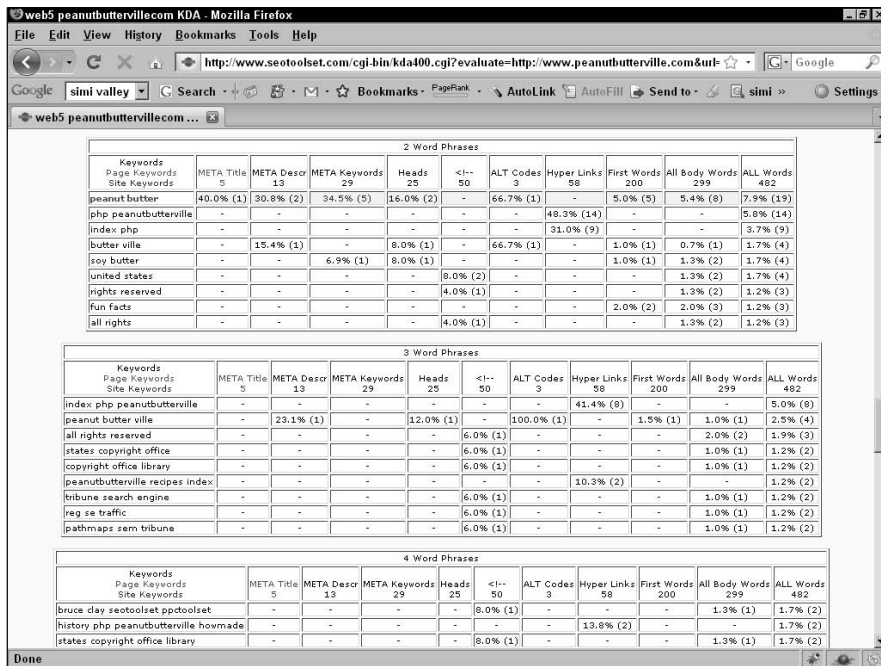 web5 peanutbuttervillecom KDA - Mozilla Firefox
File Edit View History Bookmarks Tools Help
http://www.seotoolset.com/cgi-bin/kda400.cgi?evaluate=http://www.peanutbutterville.com&url= G Google
Google simi valley G Search Bookmarks PageRank AutoLink AutoFill Send to simi » Settings
web5 peanutbuttervillecom ...
2 Word Phrases
Keywords Page Keywords Site Keywords META Title 5 META Descr 13 META Keywords 29 Heads 25 <!-- 50 ALT Codes 3 Hyper Links 58 First Words 200 All Body Words 299 ALL Words 482
peanut butter 40.0% (1) 30.8% (2) 34.5% (5) 16.0% (2) - 66.7% (1) - 5.0% (5) 5.4% (8) 7.9% (19)
php peanutbutterville - - - - - - 48.3% (14) - - 5.8% (14)
index php - - - - - - 31.0% (9) - - 3.7% (9)
butter ville - 15.4% (1) - 8.0% (1) - 66.7% (1) - 1.0% (1) 0.7% (1) 1.7% (4)
soy butter - - 6.9% (1) 8.0% (1) - - - 1.0% (1) 1.3% (2) 1.7% (4)
united states - - - - 8.0% (2) - - - 1.3% (2) 1.7% (4)
rights reserved - - - - 4.0% (1) - - - 1.3% (2) 1.2% (3)
fun facts - - - - - - - 2.0% (2) 2.0% (3) 1.2% (3)
all rights - - - - 4.0% (1) - - - 1.3% (2) 1.2% (3)
3 Word Phrases
Keywords Page Keywords Site Keywords META Title 5 META Descr 13 META Keywords 29 Heads 25 <!-- 50 ALT Codes 3 Hyper Links 58 First Words 200 All Body Words 299 ALL Words 482
index php peanutbutterville - - - - - - 41.4% (8) - - 5.0% (8)
peanut butter ville - 23.1% (1) - 12.0% (1) - 100.0% (1) - 1.5% (1) 1.0% (1) 2.5% (4)
all rights reserved - - - - 6.0% (1) - - - 2.0% (2) 1.9% (3)
states copyright office - - - - 6.0% (1) - - - 1.0% (1) 1.2% (2)
copyright office library - - - - 6.0% (1) - - - 1.0% (1) 1.2% (2)
peanutbutterville recipes index - - - - - - 10.3% (2) - - 1.2% (2)
tribune search engine - - - - 6.0% (1) - - - 1.0% (1) 1.2% (2)
reg se traffic - - - - 6.0% (1) - - - 1.0% (1) 1.2% (2)
pathmaps sem tribune - - - - 6.0% (1) - - - 1.0% (1) 1.2% (2)
4 Word Phrases
Keywords Page Keywords Site Keywords META Title 5 META Descr 13 META Keywords 29 Heads 25 <!-- 50 ALT Codes 3 Hyper Links 58 First Words 200 All Body Words 299 ALL Words 482
bruce clay seotoolset ppctoolset - - - - 8.0% (1) - - - 1.3% (1) 1.7% (2)
history php peanutbutterville howmade - - - - - - 13.8% (2) - - 1.7% (2)
states copyright office library - - - - 8.0% (1) - - - 1.3% (1) 1.7% (2)
Done